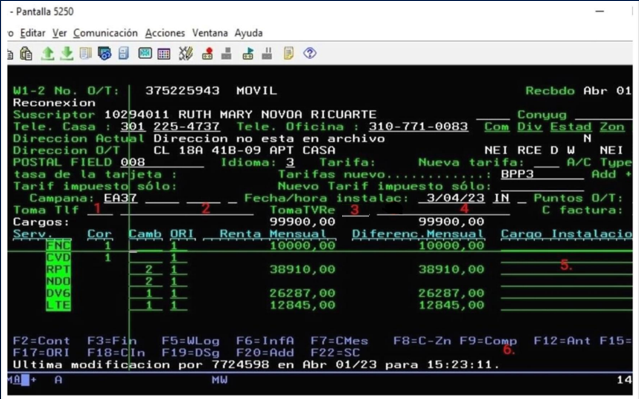 - Pantalla 5250
o Editar Ver Comunicación Acciones Ventana Ayuda
W1-2 No. O/T: 375225943 MOVIL Recbdo Abr 01
Reconexion
Suscriptor 10294011 RUTH MARY NOVOA RICUARTE Conyug
Tele. Casa : 301 225-4737 Tele. Oficina : 310-771-0083 Com Div Estad Zon
Direccion Actual Direccion no esta en archivo N
Direccion O/T CL 18A 41B-09 APT CASA NEI RCE D W NEI
POSTAL FIELD 008 Idioma: 3 Tarifa: Nueva tarifa: A/C Type
tasa de la tarjeta : Tarifas nuevo............: BPP3 Add +
Tarif impuesto sólo: Nuevo Tarif impuesto sólo:
Campana: EA37 Fecha/hora instalac: 3/04/23 IN Puntos O/T:
Toma Tlf 1 2 TomaTVRe 3 4 C factura:
Cargos: 99900,00 99900,00
Serv. Cor Camb ORI Renta Mensual Diferenc.Mensual Cargo Instalacio
FNC 1 1 10000,00 10000,00
CVD 1 1 5.
RPT 2 1 38910,00 38910,00
NDO 2 1
DV6 1 1 26287,00 26287,00
LTE 1 1 12845,00 12845,00
F2=Cont F3=Fin F5=WLog F6=InfA F7=CMes F8=C-Zn F9=Comp F12=Ant F15=
F17=ORI F18=CIn F19=DSg F20=Add F22=SC 6.
Ultima modificacion por 7724598 en Abr 01/23 para 15:23:11.
MA + A MW 14